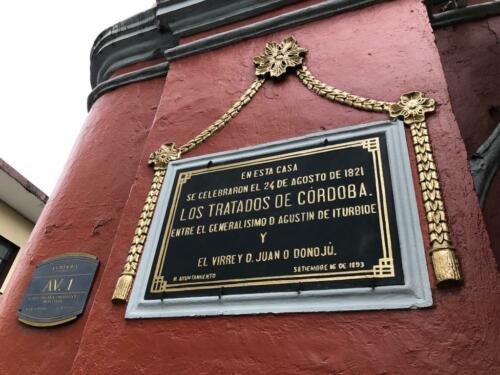 EN ESTA CASA
SE CELEBRARON EL 24 DE AGOSTO DE 1821
LOS TRATADOS DE CÓRDOBA.
ENTRE EL GENERALISIMO D. AGUSTIN DE ITURBIDE
Y
EL VIRREY D. JUAN O DONOJÚ.
H. AYUNTAMIENTO
SETIEMBRE 16 DE 1893
AV. 1